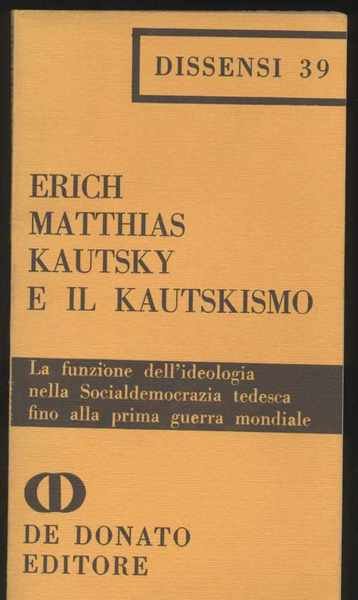 DISSENSI 39
ERICH
MATTHIAS
KAUTSKY
E IL KAUTSKISMO
La funzione dell'ideologia
nella Socialdemocrazia tedesca
fino alla prima guerra mondiale
DE DONATO
EDITORE